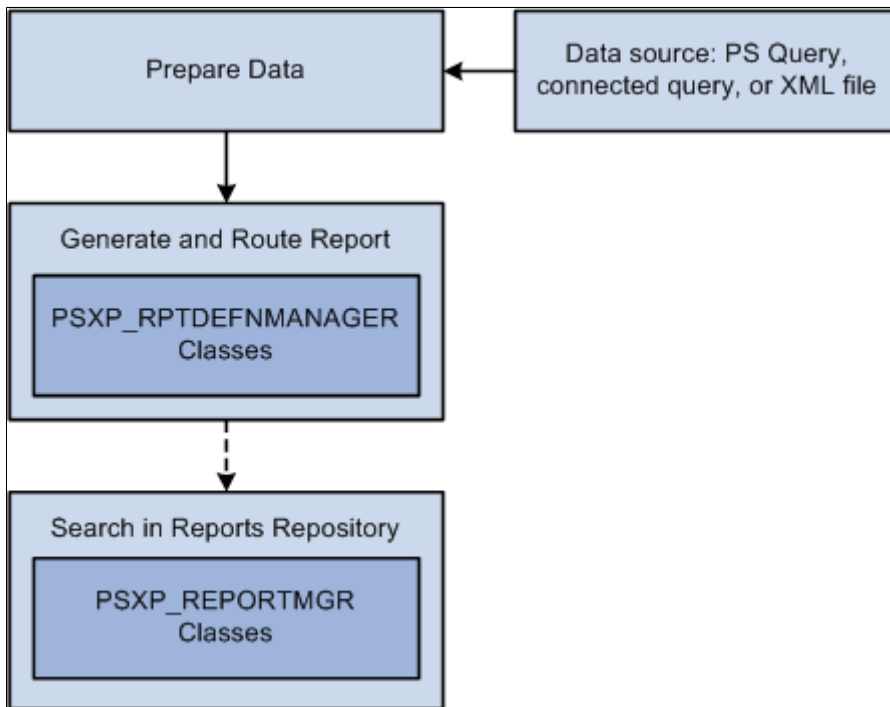 Prepare Data
Data source: PS Query,
connected query, or XML file
Generate and Route Report
PSXP_RPTDEFNMANAGER
Classes
Search in Reports Repository
PSXP_REPORTMGR
Classes